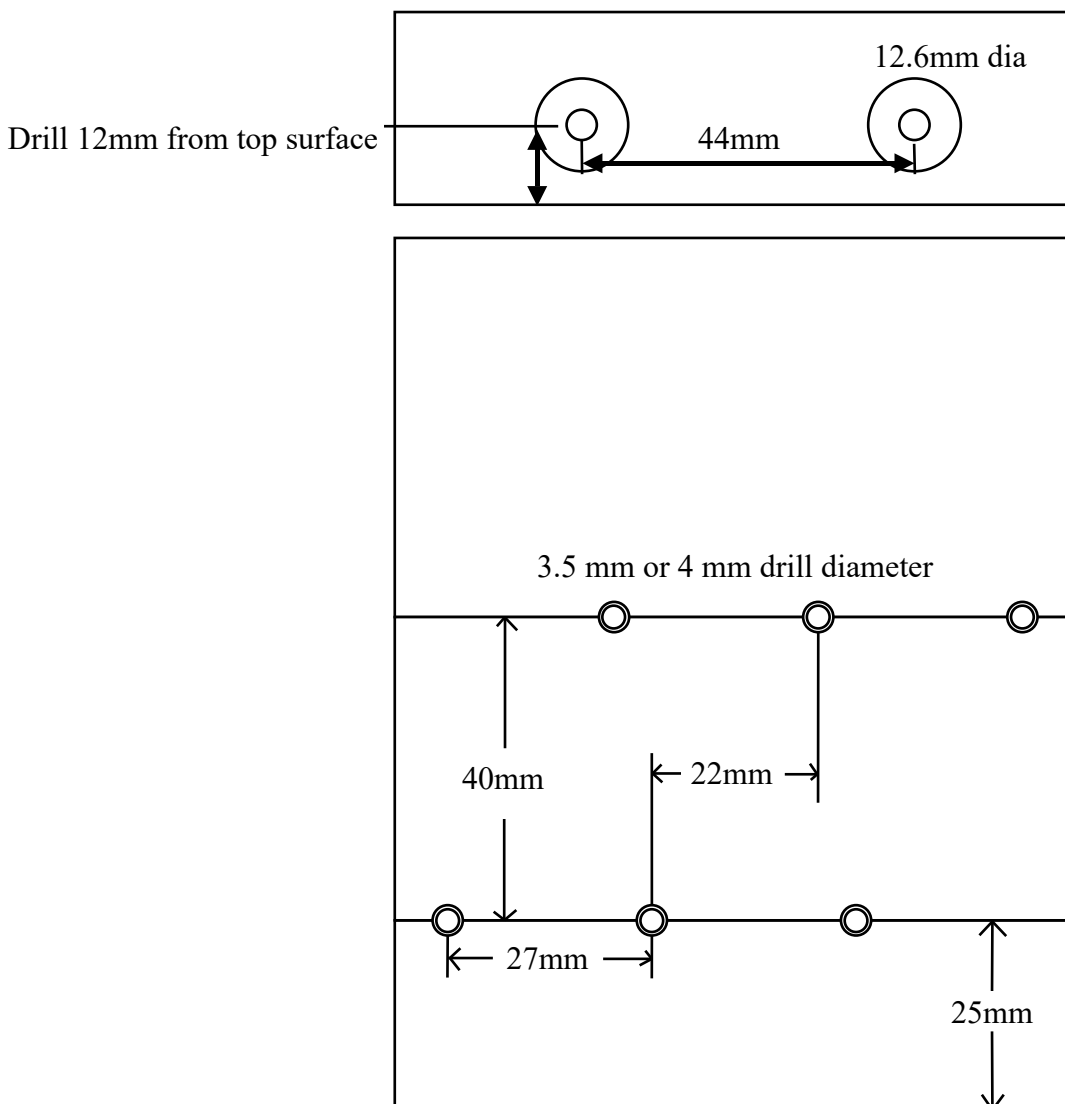 12.6mm dia
Drill 12mm from top surface
44mm
3.5 mm or 4 mm drill diameter
40mm
22mm
27mm
25mm